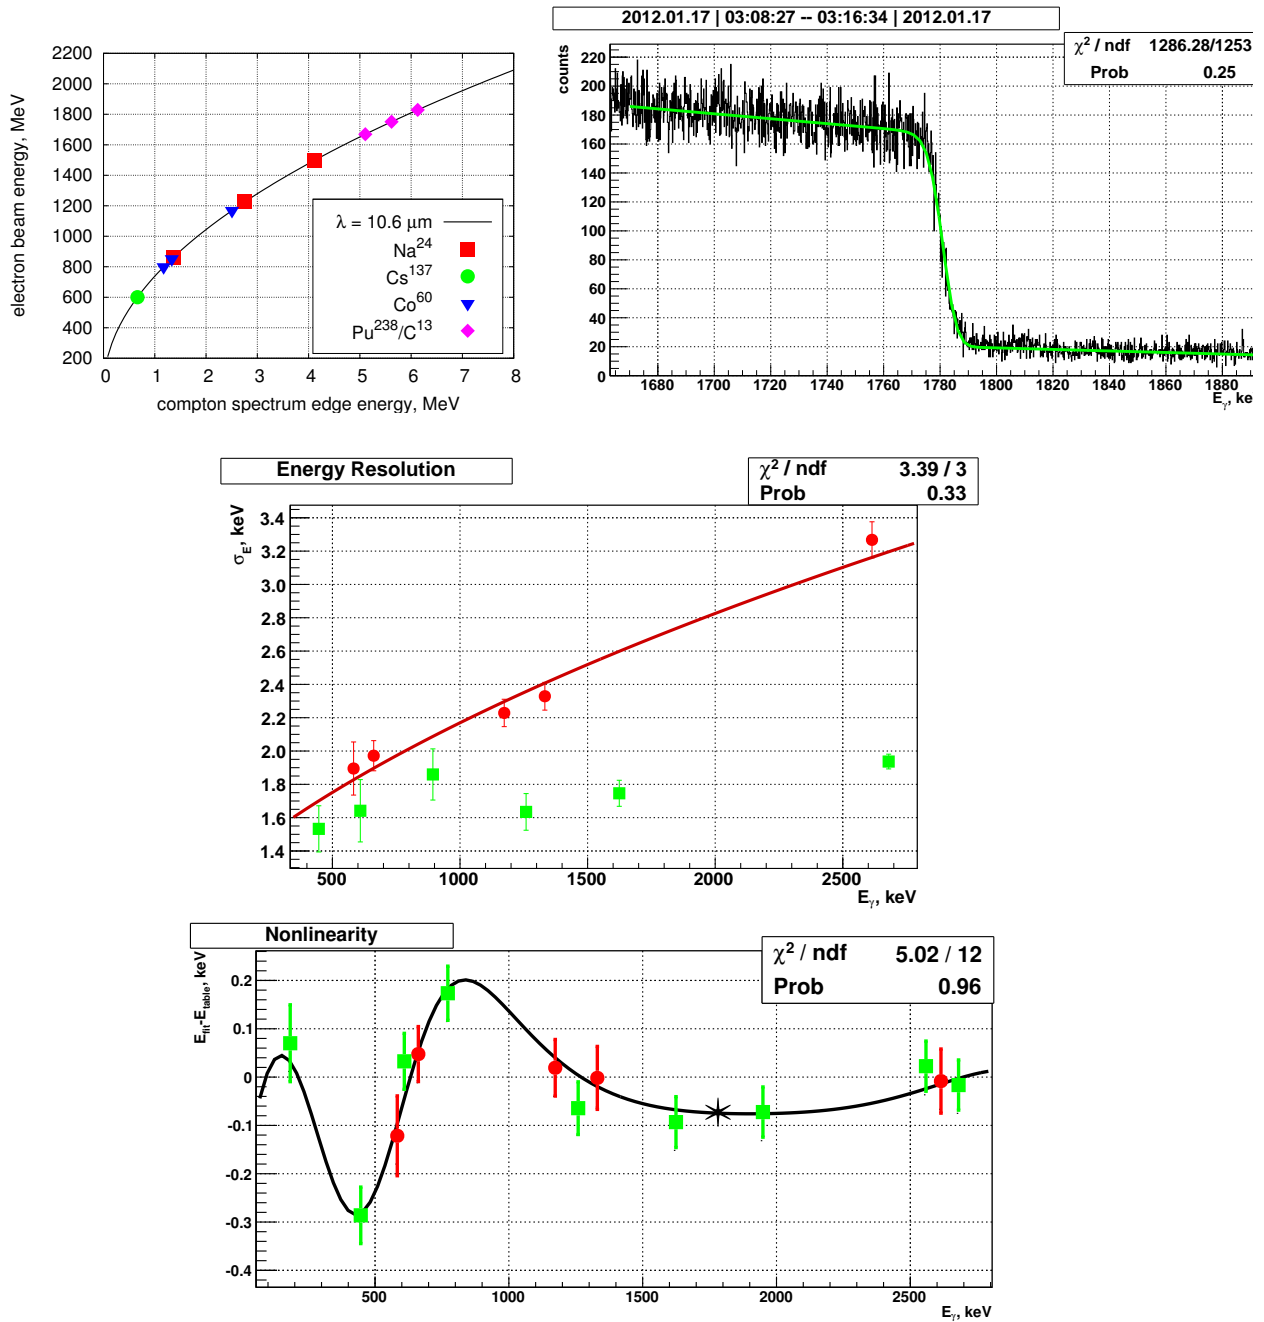 2200
2000
1800
1600
1400
1200
1000
800
600
400
200
0 1 2 3 4 5 6 7 8
electron beam energy, MeV
compton spectrum edge energy, MeV
λ = 10.6 μm
Na24
Cs137
Co60
Pu238/C13
2012.01.17 | 03:08:27 -- 03:16:34 | 2012.01.17
χ2 / ndf 1286.28/1253
Prob 0.25
counts
220
200
180
160
140
120
100
80
60
40
20
0
1680 1700 1720 1740 1760 1780 1800 1820 1840 1860 1880
Eγ, ke
Energy Resolution
χ2 / ndf 3.39 / 3
Prob 0.33
σE, keV
3.4
3.2
3.0
2.8
2.6
2.4
2.2
2.0
1.8
1.6
1.4
500 1000 1500 2000 2500
Eγ, keV
Nonlinearity
χ2 / ndf 5.02 / 12
Prob 0.96
Efit-Etable, keV
0.2
0.1
0
-0.1
-0.2
-0.3
-0.4
500 1000 1500 2000 2500
Eγ, keV